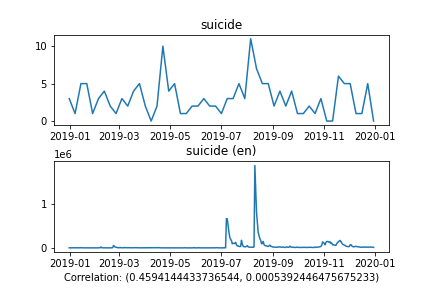 suicide
10
5
0
2019-01 2019-03 2019-05 2019-07 2019-09 2019-11 2020-01
suicide (en)
1e6
1
0
2019-01 2019-03 2019-05 2019-07 2019-09 2019-11 2020-01
Correlation: (0.4594144433736544, 0.0005392446475675233)